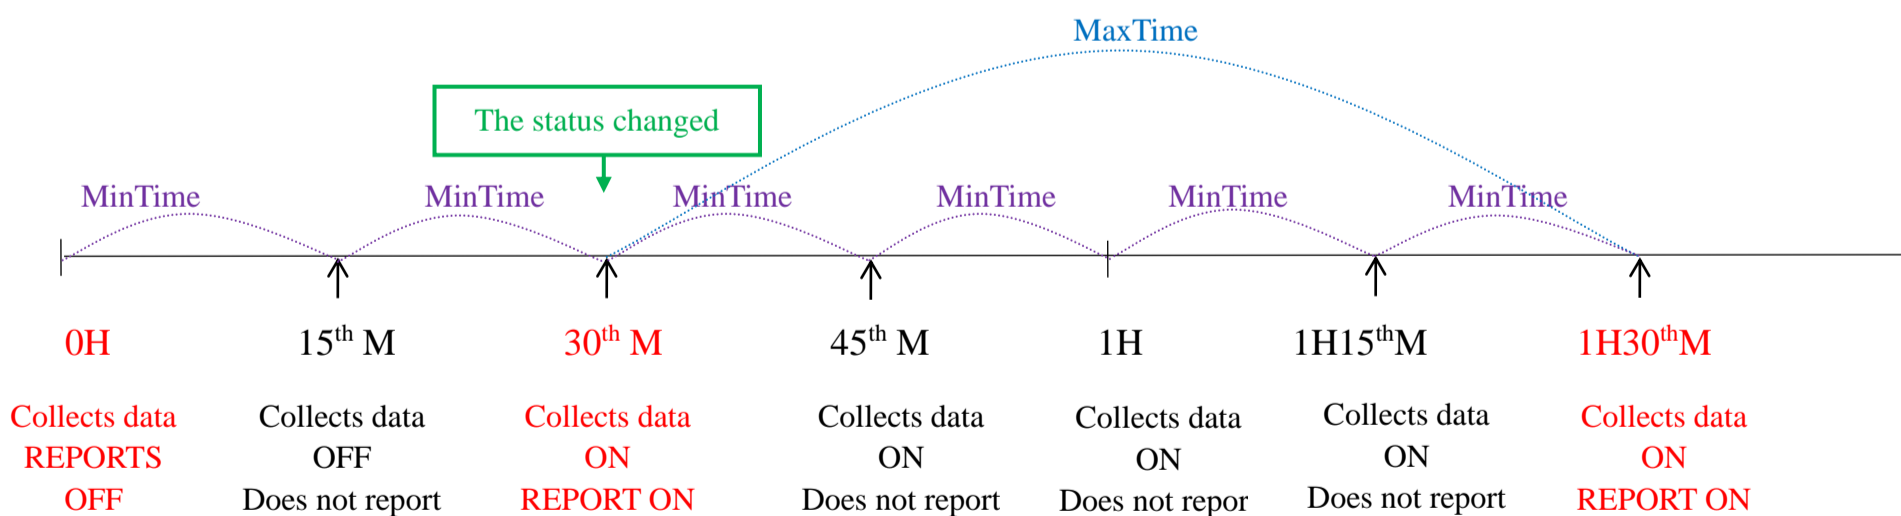 MaxTime
The status changed
MinTime MinTime MinTime MinTime MinTime MinTime
0H 15th M 30th M 45th M 1H 1H15thM 1H30thM
Collects data Collects data Collects data Collects data Collects data Collects data Collects data
REPORTS OFF ON ON ON ON ON
OFF Does not report REPORT ON Does not report Does not repor Does not report REPORT ON